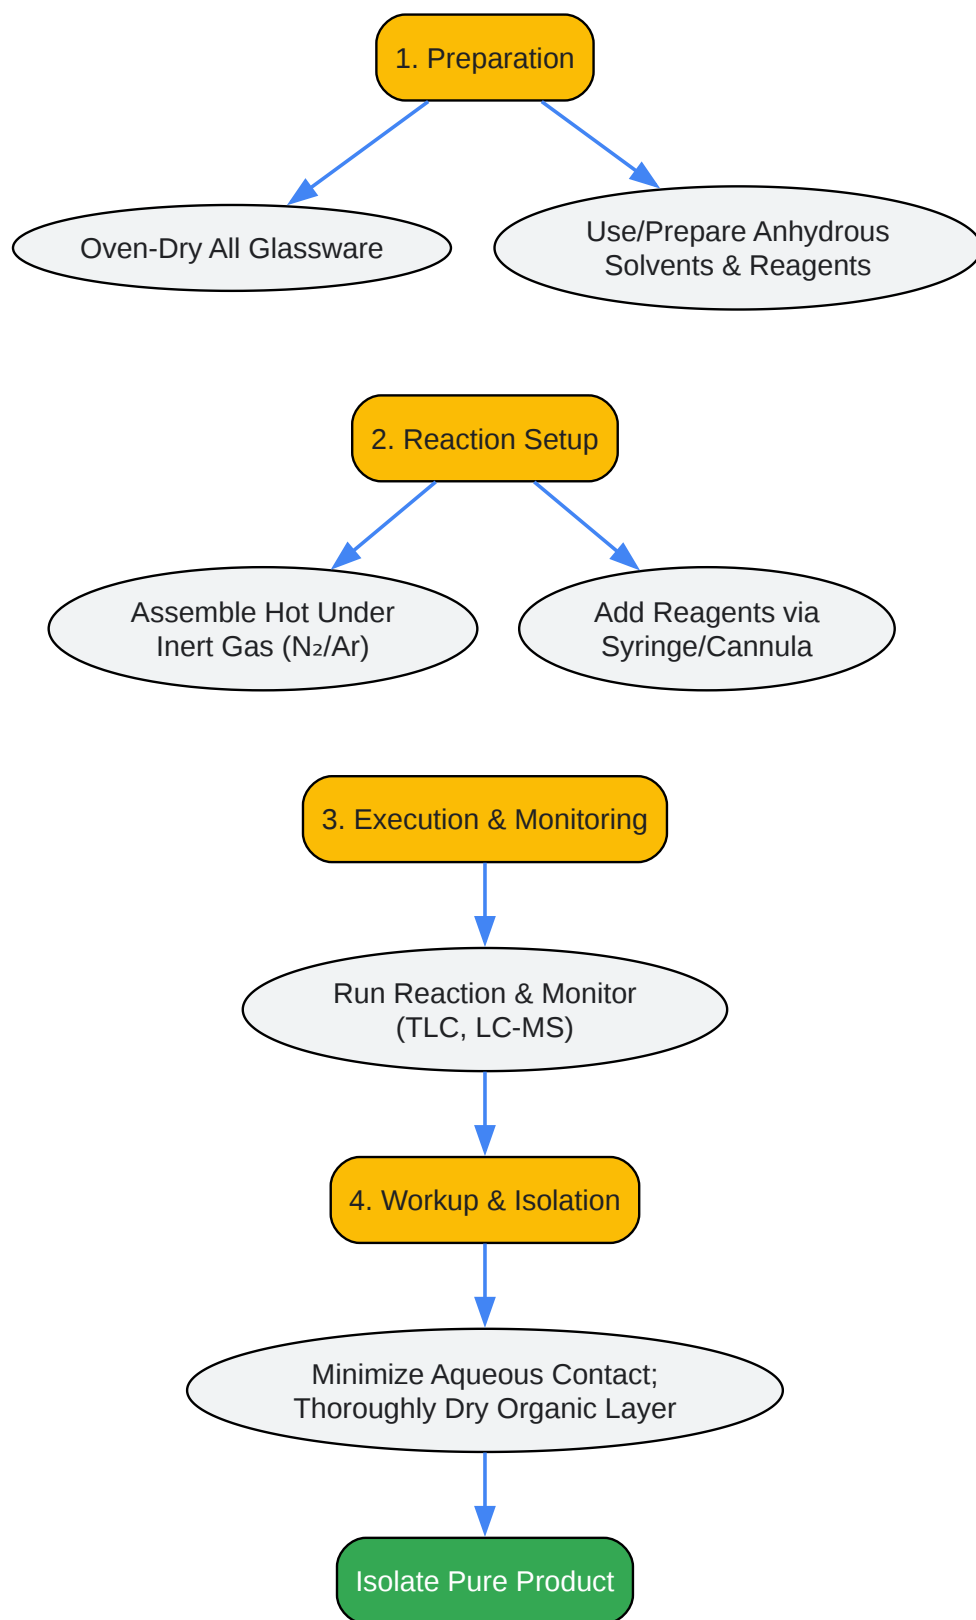 1. Preparation
Oven-Dry All Glassware
Use/Prepare Anhydrous
Solvents & Reagents
2. Reaction Setup
Assemble Hot Under
Inert Gas (N₂/Ar)
Add Reagents via
Syringe/Cannula
3. Execution & Monitoring
Run Reaction & Monitor
(TLC, LC-MS)
4. Workup & Isolation
Minimize Aqueous Contact;
Thoroughly Dry Organic Layer
Isolate Pure Product